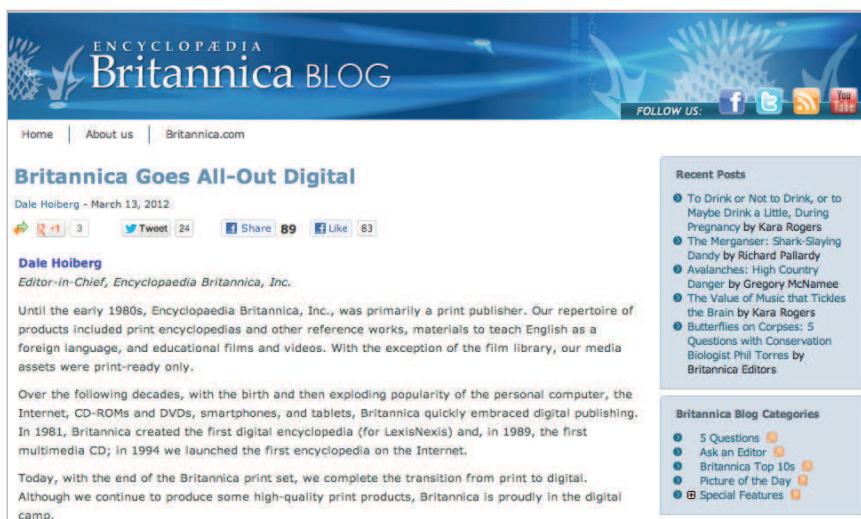 ENCYCLOPÆDIA
Britannica BLOG
FOLLOW US:
You
Tube
Home
About us
Britannica.com
Britannica Goes All-Out Digital
Dale Hoiberg - March 13, 2012
+1 3 Tweet 24 Share 89 Like 83
Dale Hoiberg
Editor-in-Chief, Encyclopaedia Britannica, Inc.
Until the early 1980s, Encyclopaedia Britannica, Inc., was primarily a print publisher. Our repertoire of
products included print encyclopedias and other reference works, materials to teach English as a
foreign language, and educational films and videos. With the exception of the film library, our media
assets were print-ready only.
Over the following decades, with the birth and then exploding popularity of the personal computer, the
Internet, CD-ROMs and DVDs, smartphones, and tablets, Britannica quickly embraced digital publishing.
In 1981, Britannica created the first digital encyclopedia (for LexisNexis) and, in 1989, the first
multimedia CD; in 1994 we launched the first encyclopedia on the Internet.
Today, with the end of the Britannica print set, we complete the transition from print to digital.
Although we continue to produce some high-quality print products, Britannica is proudly in the digital
camp.
Recent Posts
To Drink or Not to Drink, or to
Maybe Drink a Little, During
Pregnancy by Kara Rogers
The Merganser: Shark-Slaying
Dandy by Richard Pallardy
Avalanches: High Country
Danger by Gregory McNamee
The Value of Music that Tickles
the Brain by Kara Rogers
Butterflies on Corpses: 5
Questions with Conservation
Biologist Phil Torres by
Britannica Editors
Britannica Blog Categories
5 Questions
Ask an Editor
Britannica Top 10s
Picture of the Day
Special Features